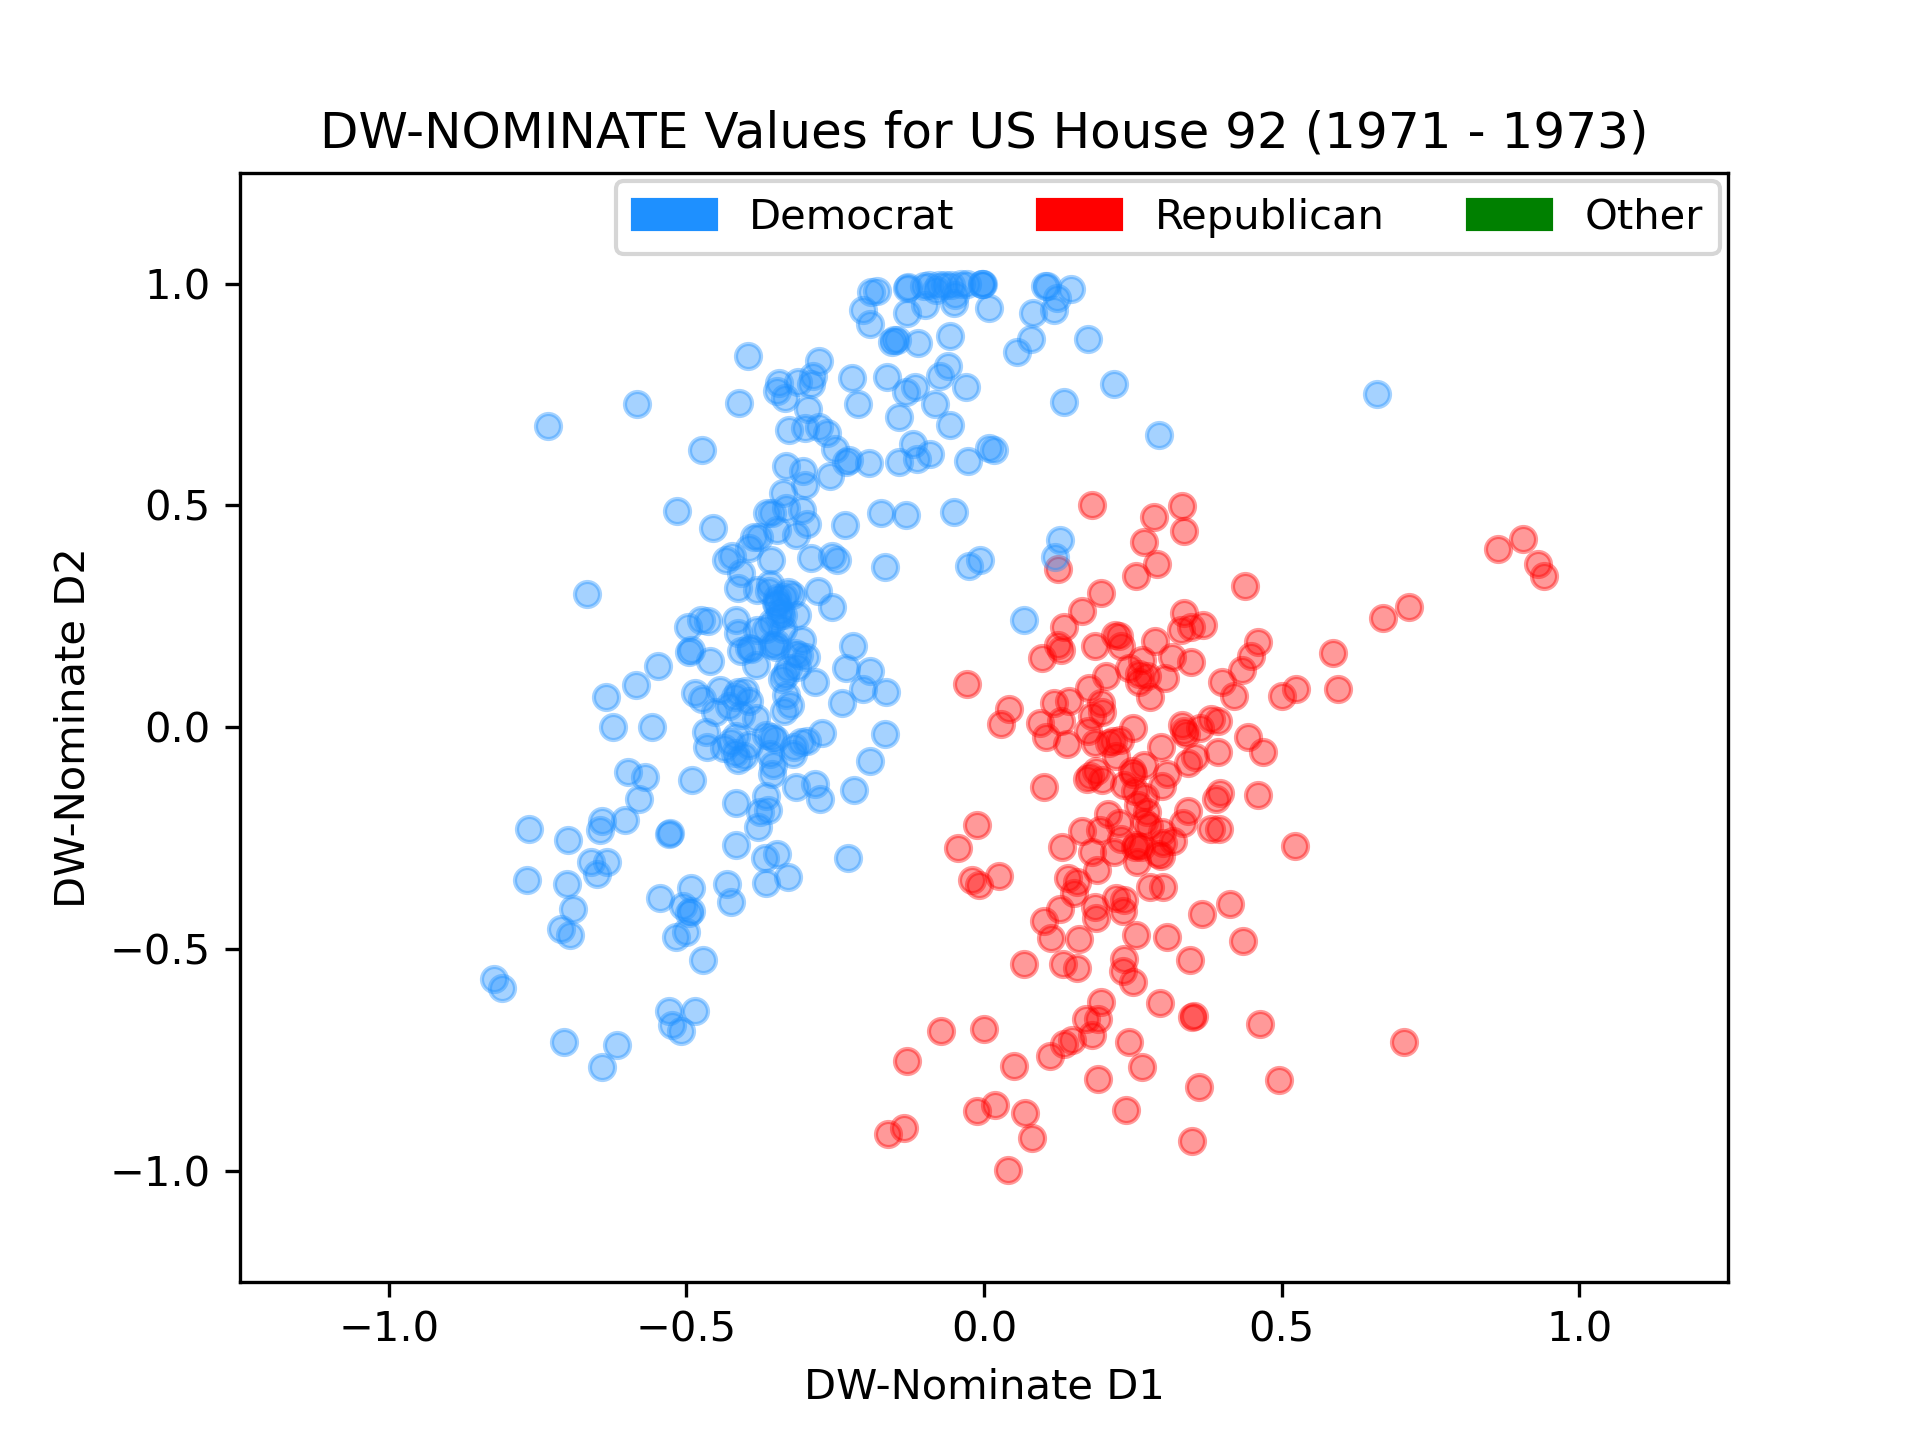 DW-NOMINATE Values for US House 92 (1971 - 1973)
Democrat Republican Other
1.0
0.5
0.0
−0.5
−1.0
DW-Nominate D2
−1.0 −0.5 0.0 0.5 1.0
DW-Nominate D1